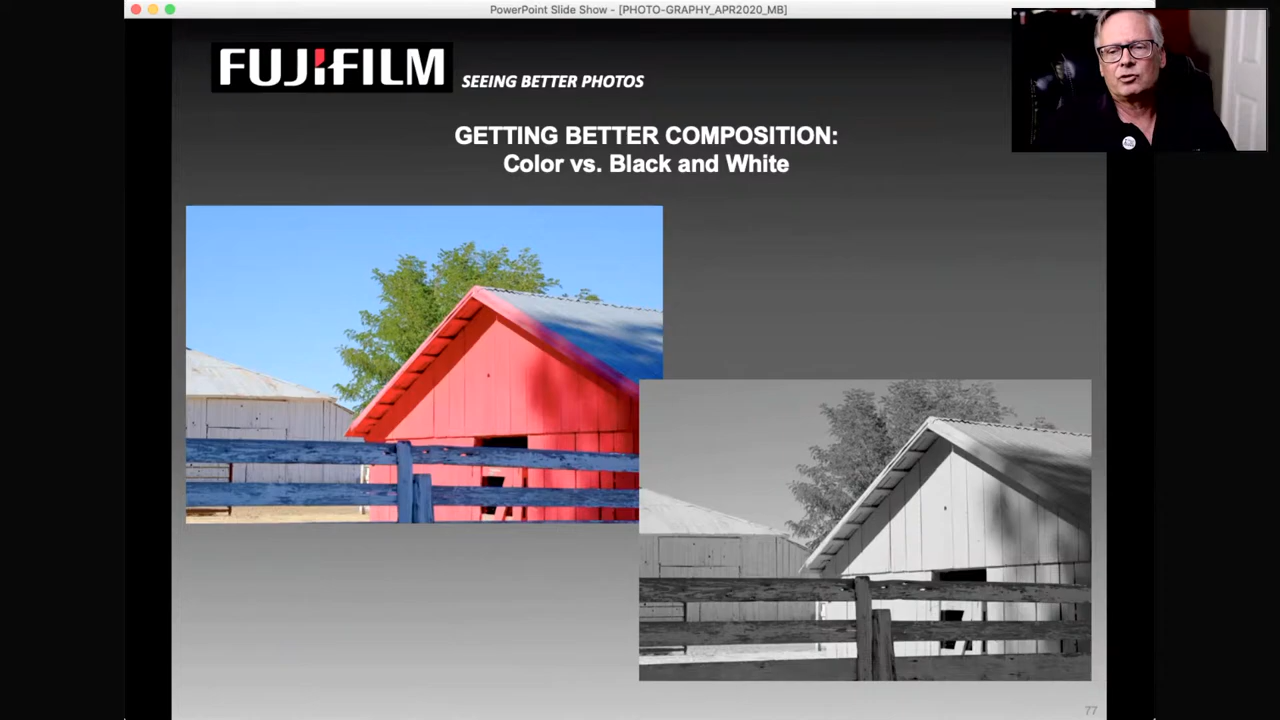 PowerPoint Slide Show - [PHOTO-GRAPHY_APR2020_MB]
FUJIFILM SEEING BETTER PHOTOS
GETTING BETTER COMPOSITION:
Color vs. Black and White
77